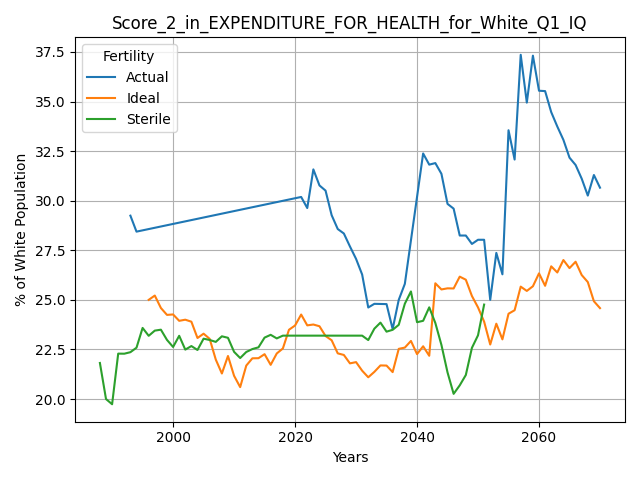 Score_2_in_EXPENDITURE_FOR_HEALTH_for_White_Q1_IQ
Fertility
Actual
Ideal
Sterile
% of White Population
37.5
35.0
32.5
30.0
27.5
25.0
22.5
20.0
2000
2020
2040
2060
Years